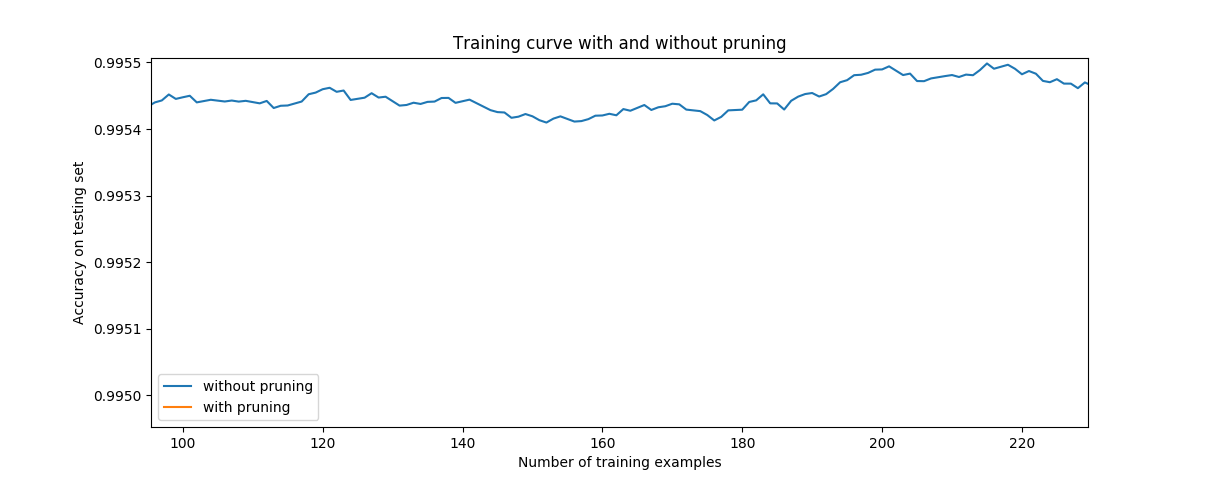 Training curve with and without pruning
Accuracy on testing set
0.9955
0.9954
0.9953
0.9952
0.9951
0.9950
without pruning
with pruning
100 120 140 160 180 200 220
Number of training examples